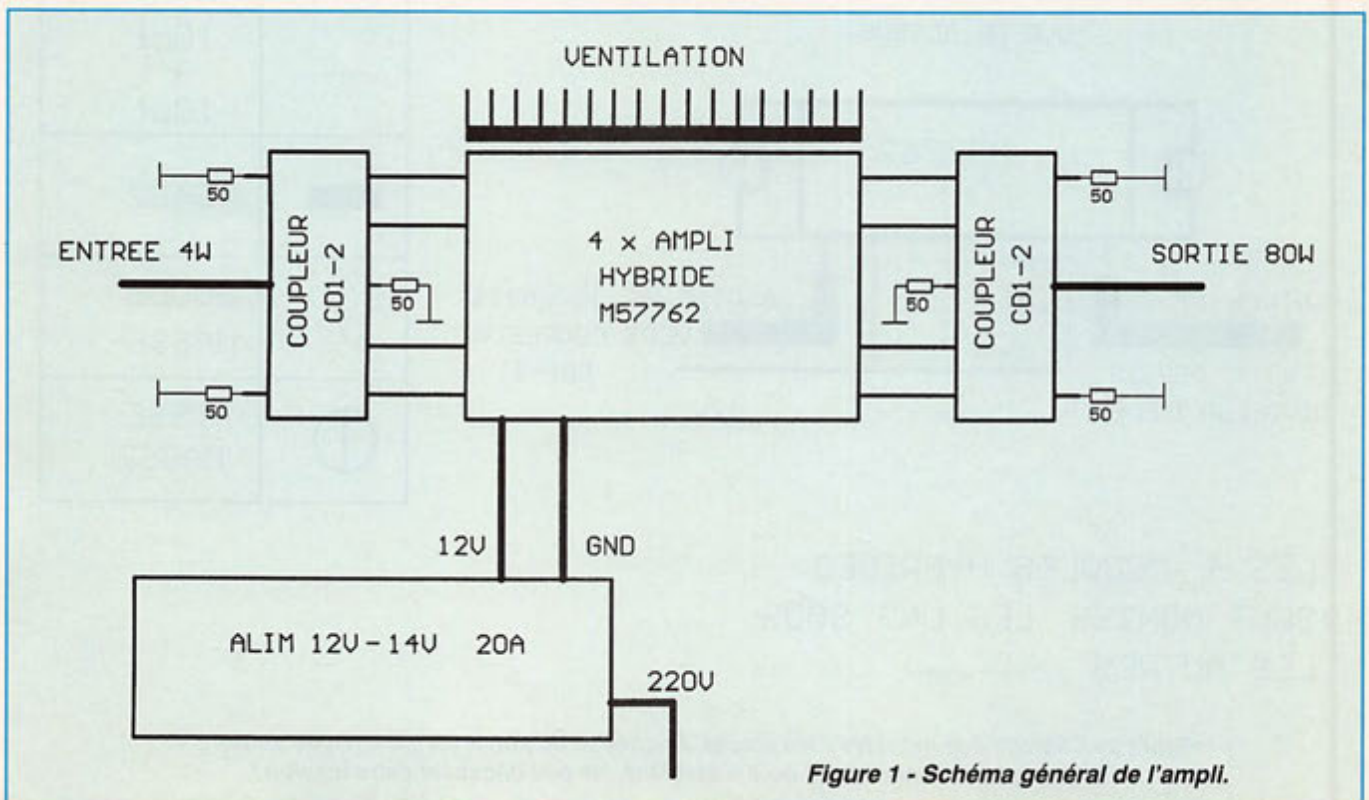 VENTILATION
50
50
ENTREE 4W
COUPLEUR
CD1-2
50
50
4 x AMPLI
HYBRIDE
M57762
COUPLEUR
CD1-2
SORTIE 80W
50
50
12V
GND
ALIM 12V-14V 20A
220V
Figure 1 - Schéma général de l'ampli.